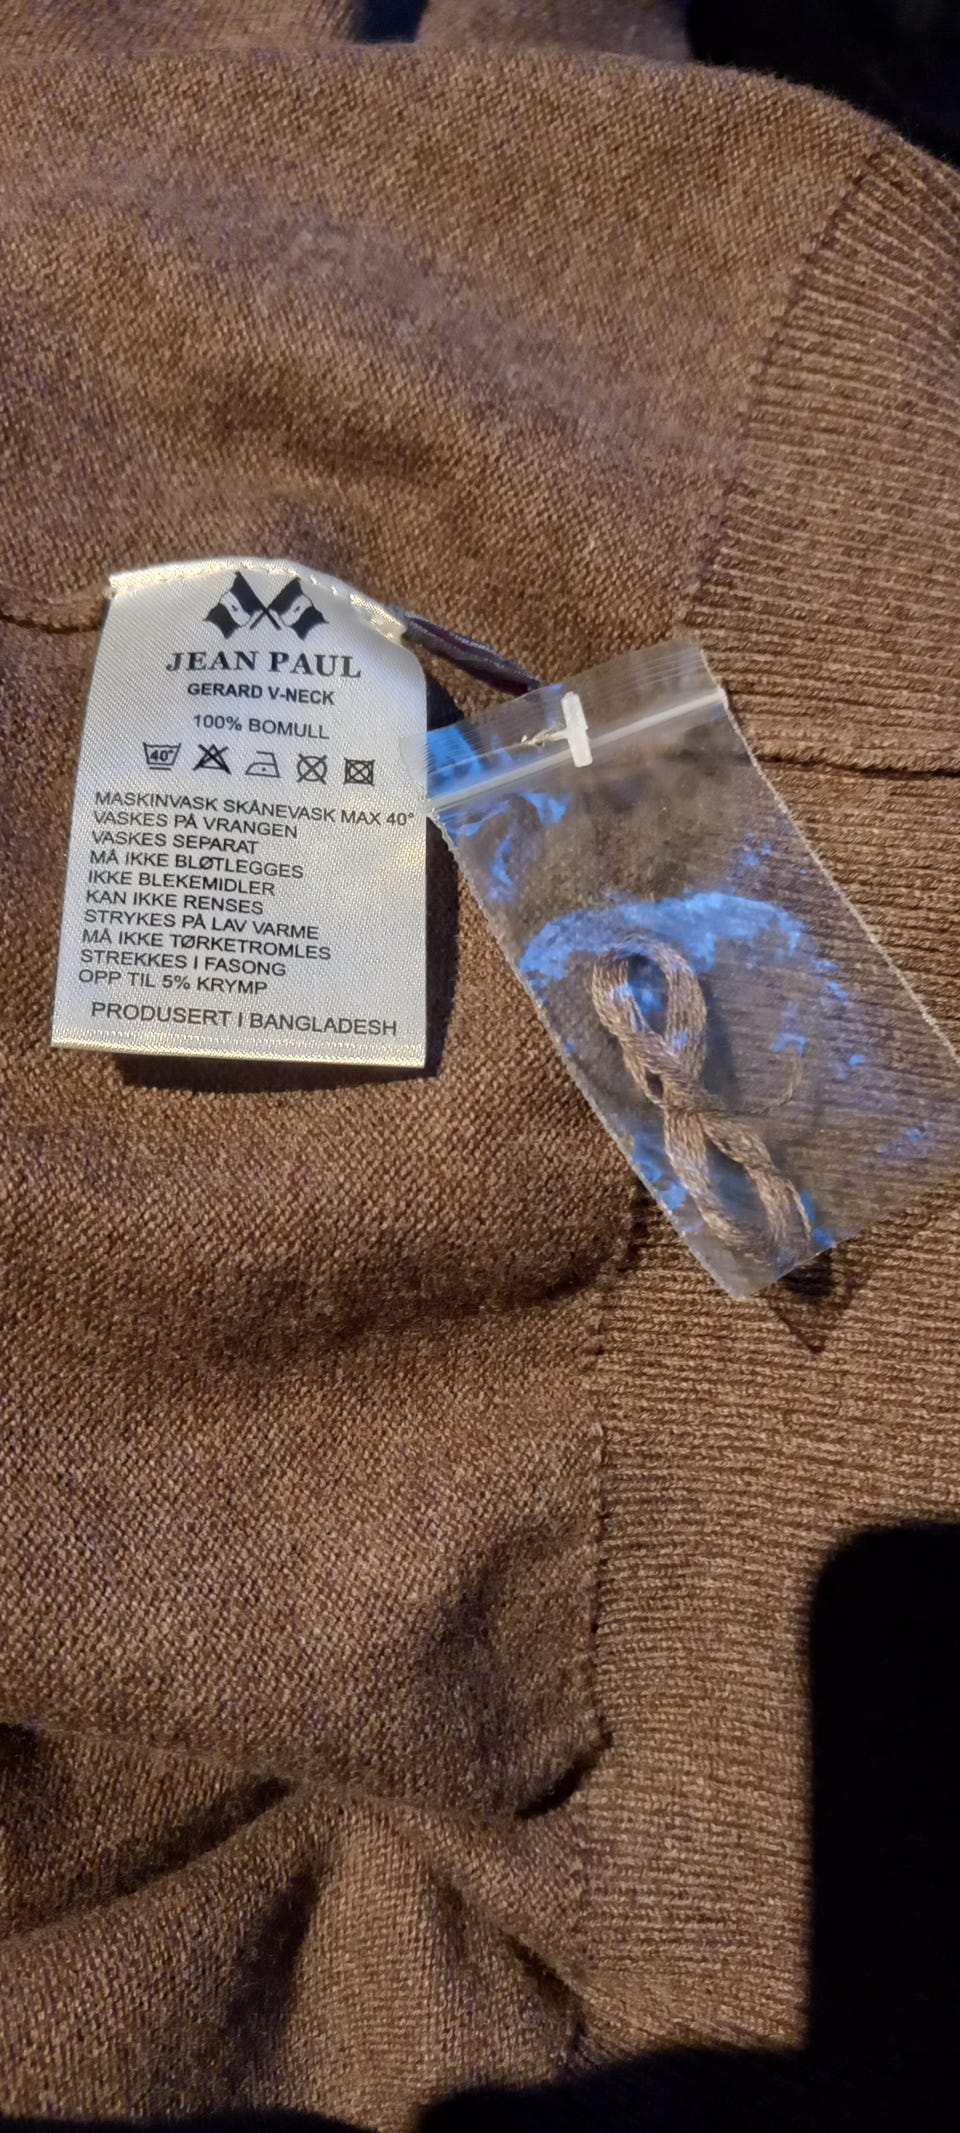 JEAN PAUL
GERARD V-NECK
100% BOMULL
40°
MASKINVASK SKÅNEVASK MAX 40°
VASKES PÅ VRANGEN
VASKES SEPARAT
MÅ IKKE BLØTLEGGES
IKKE BLEKEMIDLER
KAN IKKE RENSES
STRYKES PÅ LAV VARME
MÅ IKKE TØRKETROMLES
STREKKES I FASONG
OPP TIL 5% KRYMP
PRODUSERT I BANGLADESH